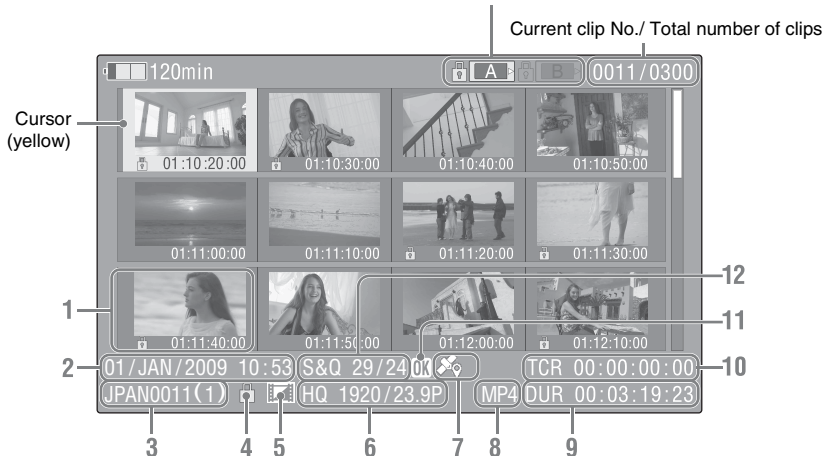 Current clip No./ Total number of clips
120min
A
B
0011/0300
Cursor
(yellow)
01:10:20:00
01:10:30:00
01:10:40:00
01:10:50:00
01:11:00:00
01:11:10:00
01:11:20:00
01:11:30:00
12
1
11
01:11:40:00
01:11:50:00
01:12:00:00
01:12:10:00
2
01/JAN/2009 10:53
S&Q 29/24
OK
TCR 00:00:00:00
10
JPAN0011(1)
HQ 1920/23.9P
MP4
DUR 00:03:19:23
3
4
5
6
7
8
9